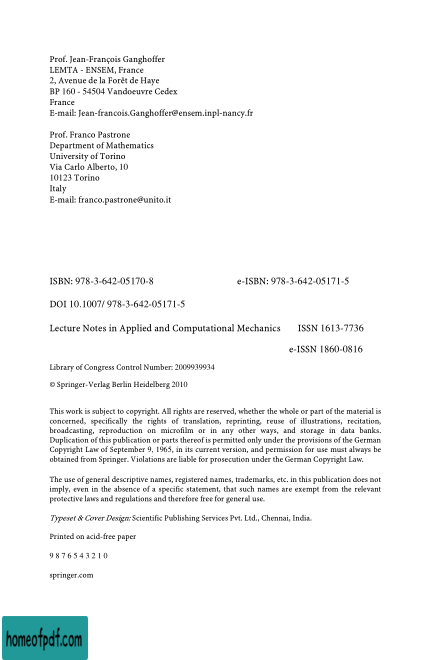 Prof. Jean-François Ganghoffer
LEMTA - ENSEM, France
2, Avenue de la Forêt de Haye
BP 160 - 54504 Vandoeuvre Cedex
France
E-mail: Jean-francois.Ganghoffer@ensem.inpl-nancy.fr
Prof. Franco Pastrone
Department of Mathematics
University of Torino
Via Carlo Alberto, 10
10123 Torino
Italy
E-mail: franco.pastrone@unito.it
ISBN: 978-3-642-05170-8 e-ISBN: 978-3-642-05171-5
DOI 10.1007/ 978-3-642-05171-5
Lecture Notes in Applied and Computational Mechanics ISSN 1613-7736
e-ISSN 1860-0816
Library of Congress Control Number: 2009939934
© Springer-Verlag Berlin Heidelberg 2010
This work is subject to copyright. All rights are reserved, whether the whole or part of the material is
concerned, specifically the rights of translation, reprinting, reuse of illustrations, recitation,
broadcasting, reproduction on microfilm or in any other ways, and storage in data banks.
Duplication of this publication or parts thereof is permitted only under the provisions of the German
Copyright Law of September 9, 1965, in its current version, and permission for use must always be
obtained from Springer. Violations are liable for prosecution under the German Copyright Law.
The use of general descriptive names, registered names, trademarks, etc. in this publication does not
imply, even in the absence of a specific statement, that such names are exempt from the relevant
protective laws and regulations and therefore free for general use.
Typeset & Cover Design: Scientific Publishing Services Pvt. Ltd., Chennai, India.
Printed on acid-free paper
9 8 7 6 5 4 3 2 1 0
springer.com
homeofpdf.com